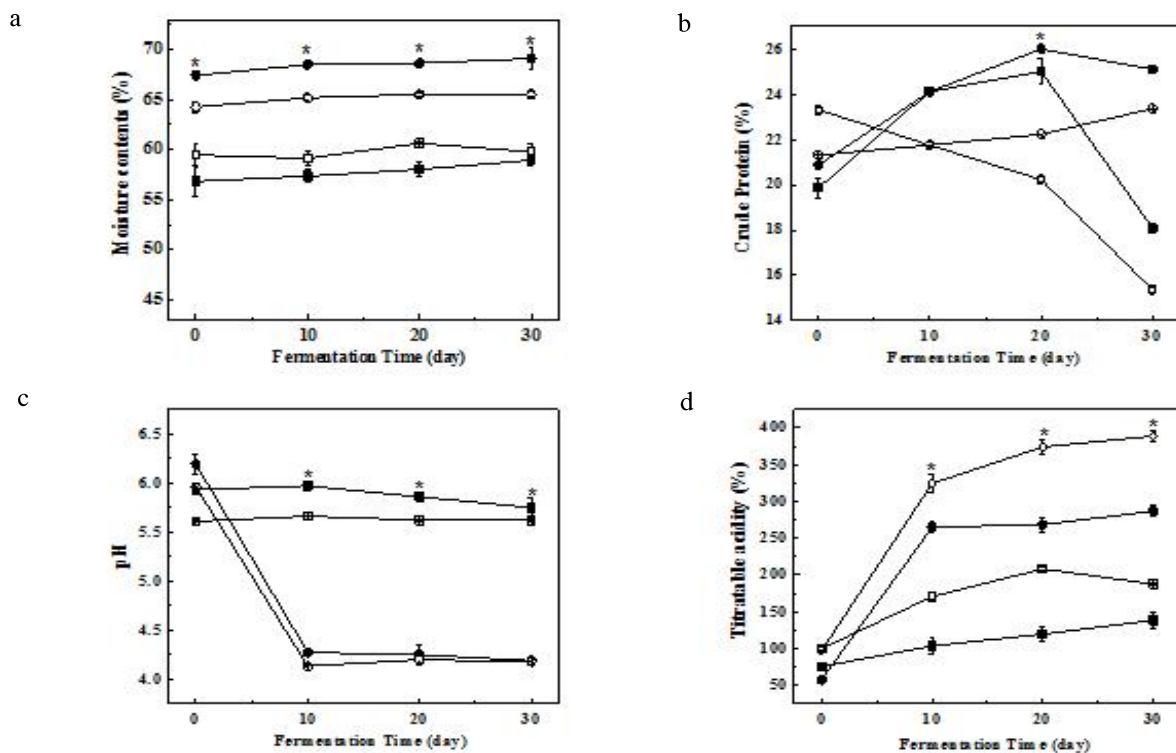 a
Moisture contents (%)
70
65
60
55
50
45
* * * *
0 10 20 30
Fermentation Time (day)
b
Crude Protein (%)
26
24
22
20
18
16
14
*
0 10 20 30
Fermentation Time (day)
c
pH
6.5
6.0
5.5
5.0
4.5
4.0
* * *
0 10 20 30
Fermentation Time (day)
d
Titratable acidity (%)
400
350
300
250
200
150
100
50
* * *
0 10 20 30
Fermentation Time (day)